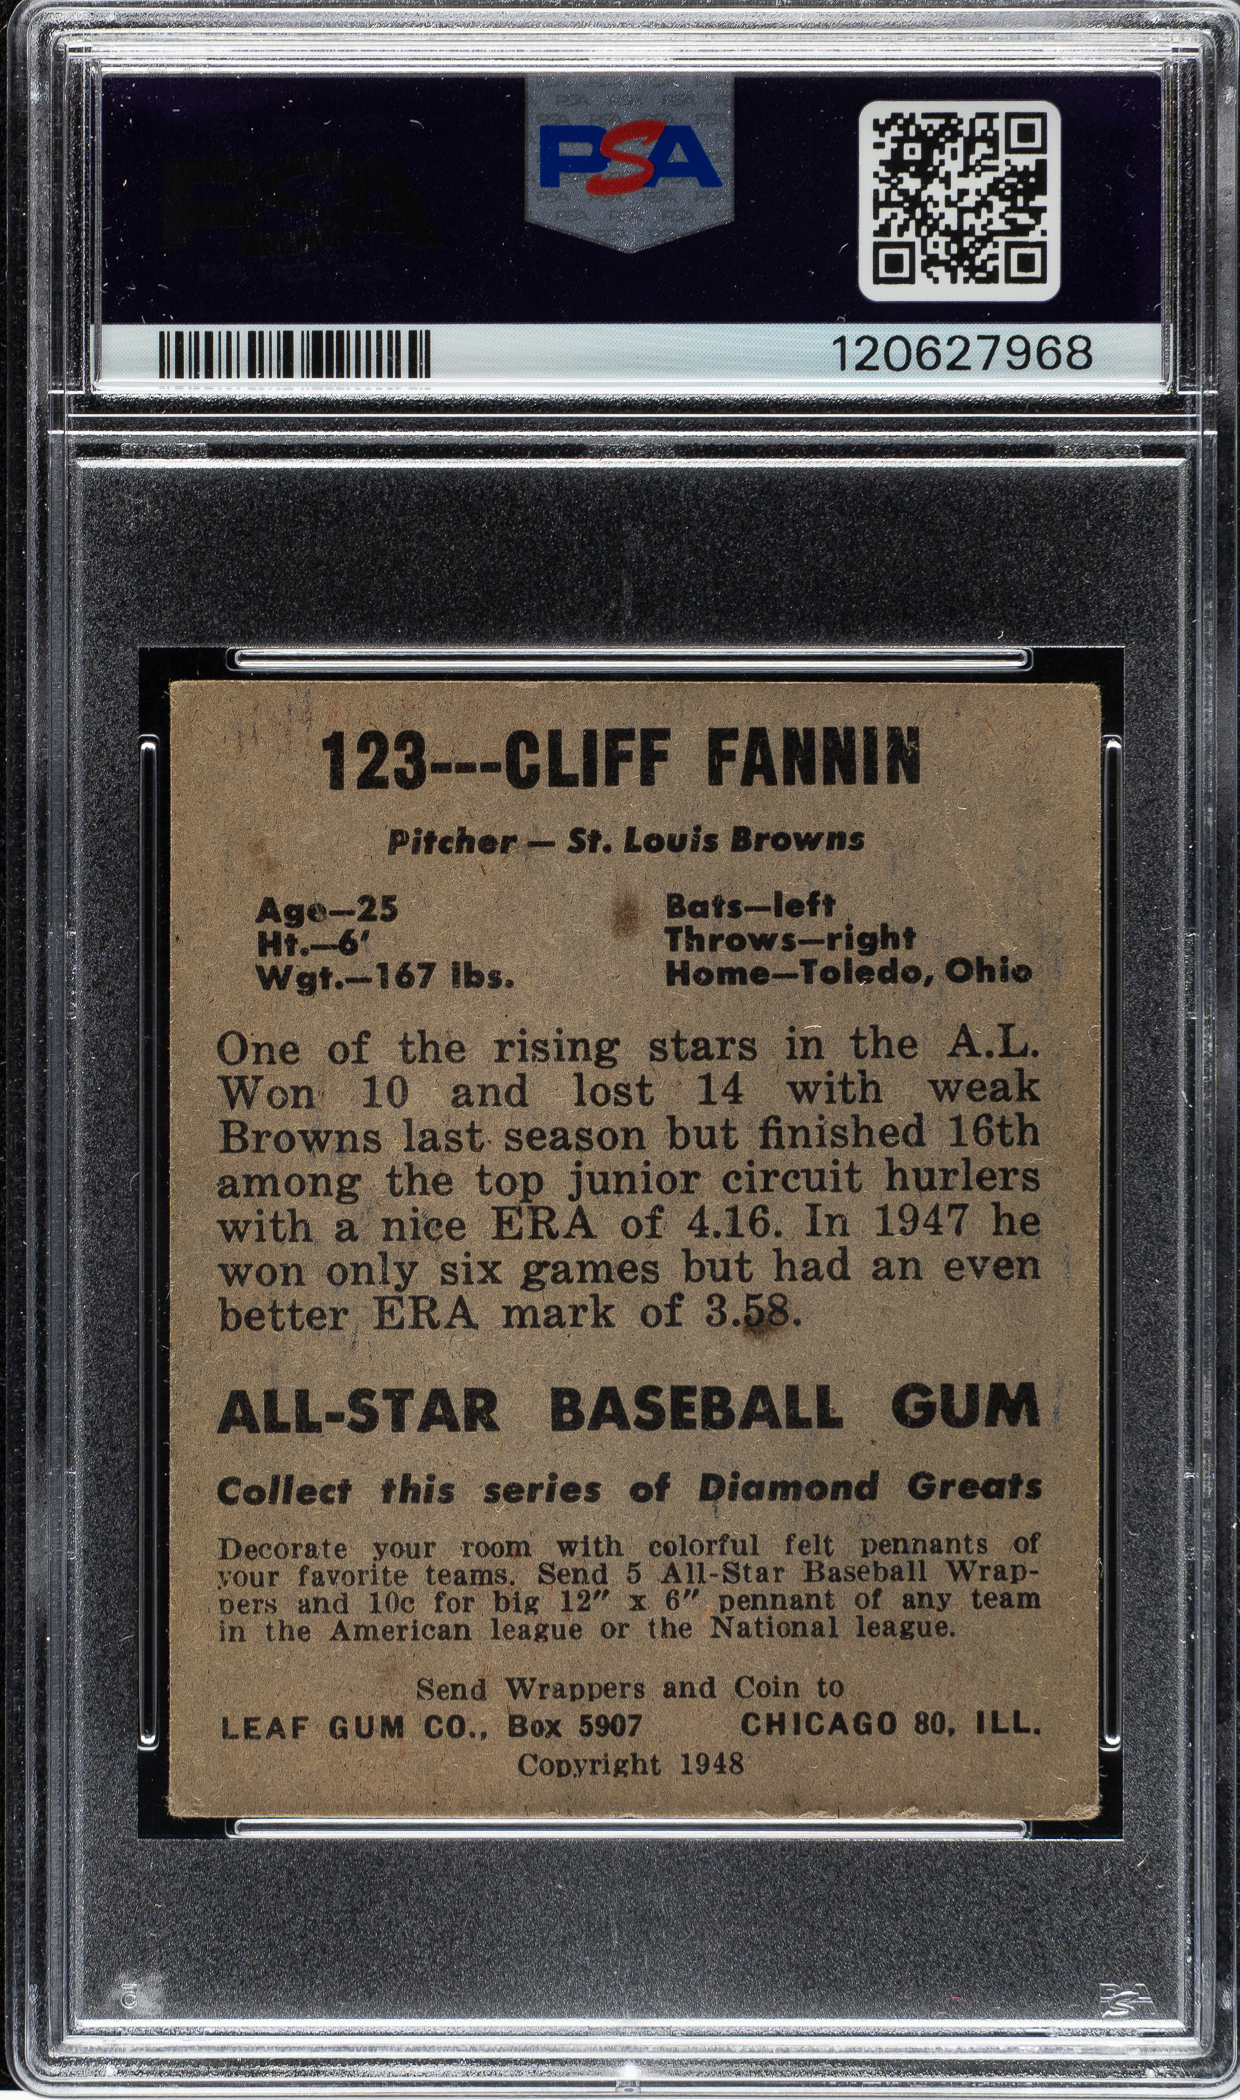 PSA
120627968
123---CLIFF FANNIN
Pitcher — St. Louis Browns
Age—25
Ht.—6'
Wgt.—167 lbs.
Bats—left
Throws—right
Home—Toledo, Ohio
One of the rising stars in the A.L.
Won 10 and lost 14 with weak
Browns last season but finished 16th
among the top junior circuit hurlers
with a nice ERA of 4.16. In 1947 he
won only six games but had an even
better ERA mark of 3.58.
ALL-STAR BASEBALL GUM
Collect this series of Diamond Greats
Decorate your room with colorful felt pennants of
your favorite teams. Send 5 All-Star Baseball Wrap-
pers and 10c for big 12″ x 6″ pennant of any team
in the American league or the National league.
Send Wrappers and Coin to
LEAF GUM CO., Box 5907 CHICAGO 80, ILL.
Copyright 1948
PSA